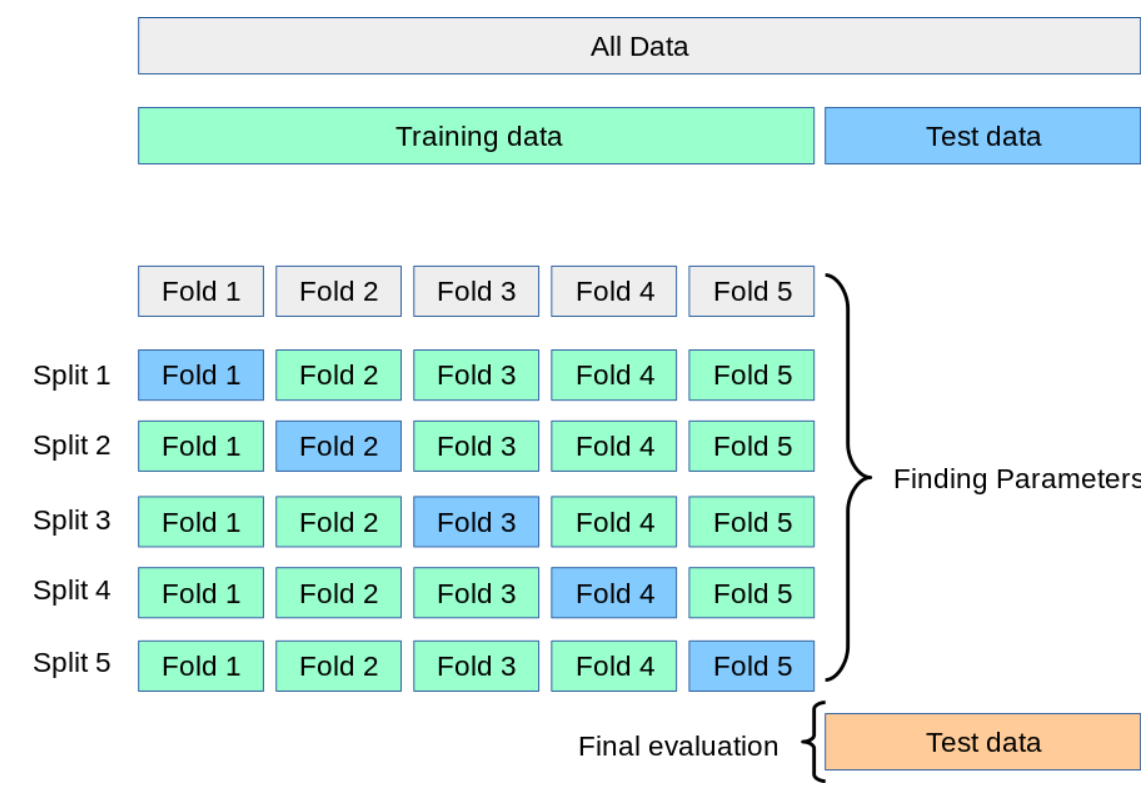 All Data
Training data Test data
Fold 1 Fold 2 Fold 3 Fold 4 Fold 5
Split 1 Fold 1 Fold 2 Fold 3 Fold 4 Fold 5
Split 2 Fold 1 Fold 2 Fold 3 Fold 4 Fold 5
Finding Parameters
Split 3 Fold 1 Fold 2 Fold 3 Fold 4 Fold 5
Split 4 Fold 1 Fold 2 Fold 3 Fold 4 Fold 5
Split 5 Fold 1 Fold 2 Fold 3 Fold 4 Fold 5
Final evaluation Test data